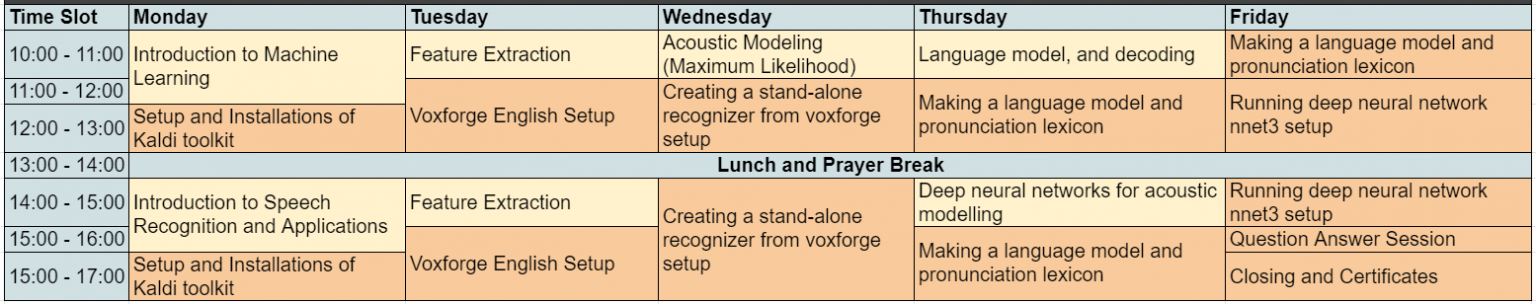 Time Slot Monday Tuesday Wednesday Thursday Friday
10:00 - 11:00 Introduction to Machine Learning Feature Extraction Acoustic Modeling (Maximum Likelihood) Language model, and decoding Making a language model and pronunciation lexicon
11:00 - 12:00 Voxforge English Setup Creating a stand-alone recognizer from voxforge setup Making a language model and pronunciation lexicon Running deep neural network nnet3 setup
12:00 - 13:00 Setup and Installations of Kaldi toolkit
13:00 - 14:00 Lunch and Prayer Break
14:00 - 15:00 Introduction to Speech Recognition and Applications Feature Extraction Creating a stand-alone recognizer from voxforge setup Deep neural networks for acoustic modelling Running deep neural network nnet3 setup
15:00 - 16:00 Voxforge English Setup Making a language model and pronunciation lexicon Question Answer Session
15:00 - 17:00 Setup and Installations of Kaldi toolkit Closing and Certificates